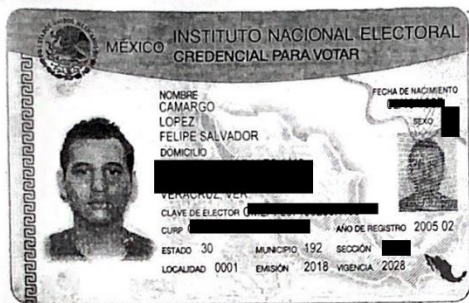 MÉXICO
INSTITUTO NACIONAL ELECTORAL
CREDENCIAL PARA VOTAR
NOMBRE
CAMARGO
LOPEZ
FELIPE SALVADOR
FECHA DE NACIMIENTO
SEXO
DOMICILIO
VERACRUZ, VER.
CLAVE DE ELECTOR
CURP
AÑO DE REGISTRO 2005 02
ESTADO 30 MUNICIPIO 192 SECCIÓN
LOCALIDAD 0001 EMISIÓN 2018 VIGENCIA 2028